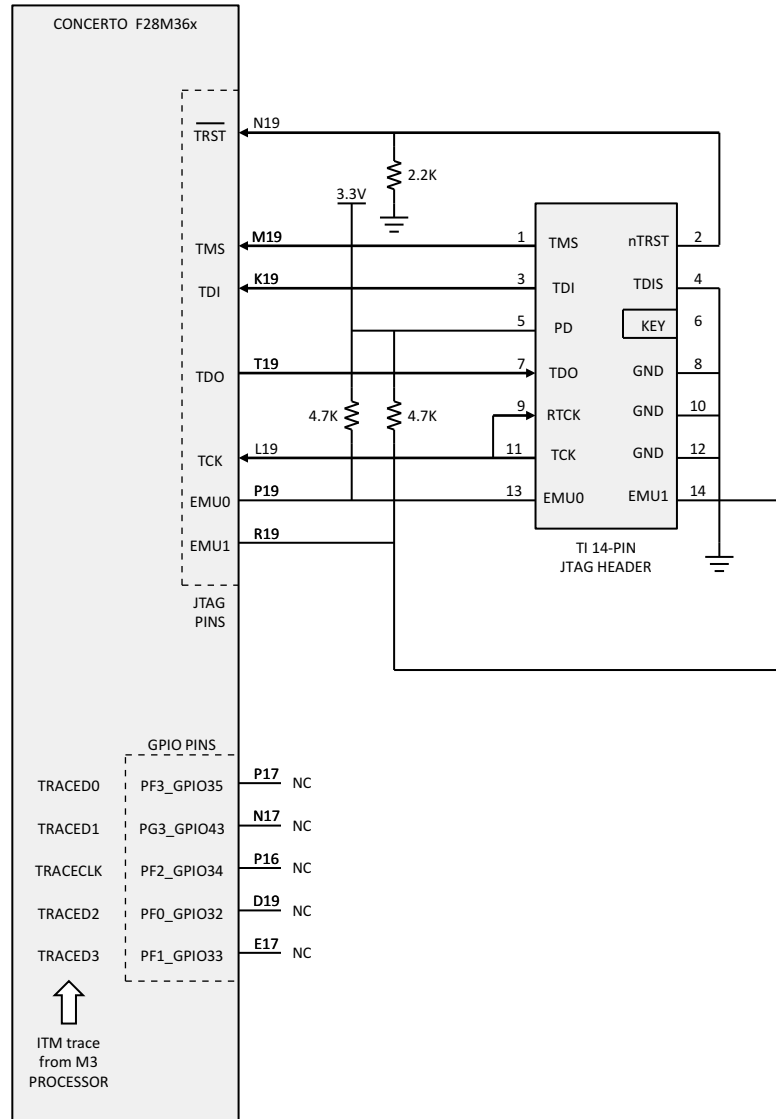 CONCERTO F28M36x
TRST
N19
2.2K
3.3V
TMS
M19
1
TMS
nTRST
2
TDI
K19
3
TDI
TDIS
4
5
PD
KEY
6
TDO
T19
7
TDO
GND
8
4.7K
4.7K
9
RTCK
GND
10
TCK
L19
11
TCK
GND
12
EMU0
P19
13
EMU0
EMU1
14
EMU1
R19
TI 14-PIN
JTAG HEADER
JTAG
PINS
GPIO PINS
TRACED0
PF3_GPIO35
P17
NC
TRACED1
PG3_GPIO43
N17
NC
TRACECLK
PF2_GPIO34
P16
NC
TRACED2
PF0_GPIO32
D19
NC
TRACED3
PF1_GPIO33
E17
NC
ITM trace
from M3
PROCESSOR